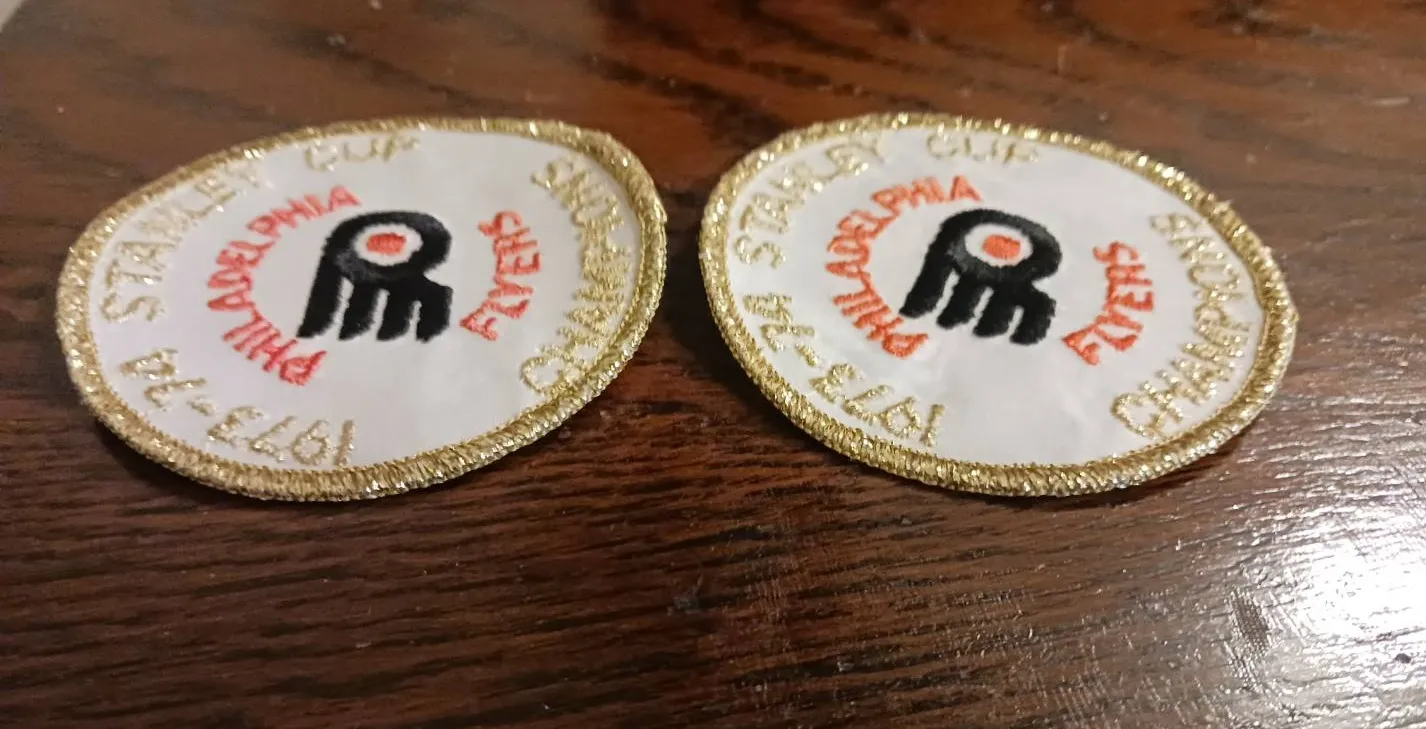 1973-74 STANLEY CUP CHAMPIONS
PHILADELPHIA FLYERS
1973-74 STANLEY CUP CHAMPIONS
PHILADELPHIA FLYERS